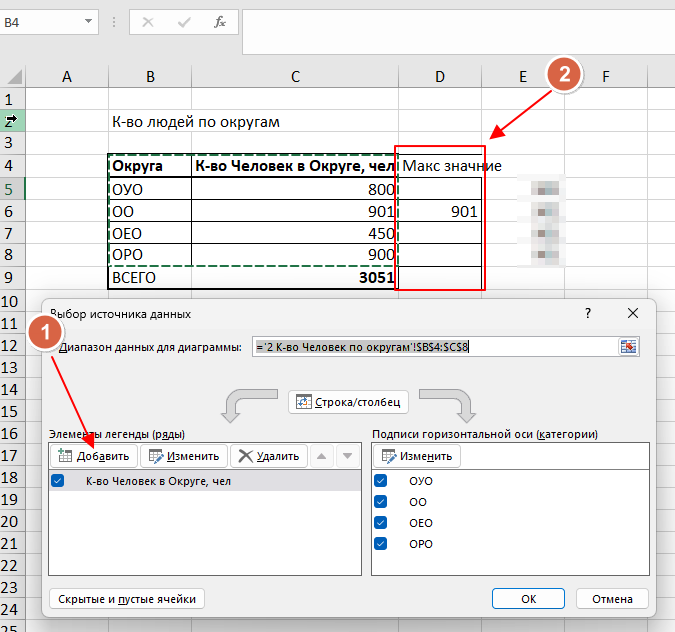 B4 fx
2
A B C D E F
1
2 К-во людей по округам
3
4 Округа К-во Человек в Округе, чел Макс значние
5 ОУО 800
6 ОО 901 901
7 ОЕО 450
8 ОРО 900
9 ВСЕГО 3051
10
11 Выбор источника данных ?
1
12 Диапазон данных для диаграммы: ='2 К-во Человек по округам'!$B$4:$C$8
13
14
15 Строка/столбец
16 Элементы легенды (ряды) Подписи горизонтальной оси (категории)
17 Добавить Изменить Удалить Изменить
18 К-во Человек в Округе, чел ОУО
19 ОО
20 ОЕО
21 ОРО
22
23 Скрытые и пустые ячейки ОК Отмена
24
25